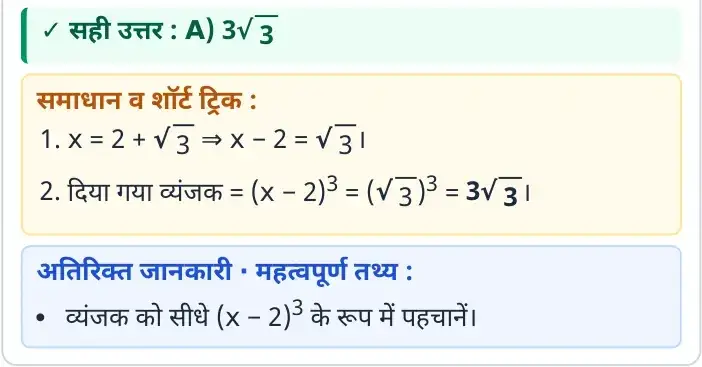 ✓ सही उत्तर : A) 3√3
समाधान व शॉर्ट ट्रिक :
1. x = 2 + √3 ⇒ x − 2 = √3।
2. दिया गया व्यंजक = (x − 2)³ = (√3)³ = 3√3।
अतिरिक्त जानकारी · महत्वपूर्ण तथ्य :
• व्यंजक को सीधे (x − 2)³ के रूप में पहचानें।